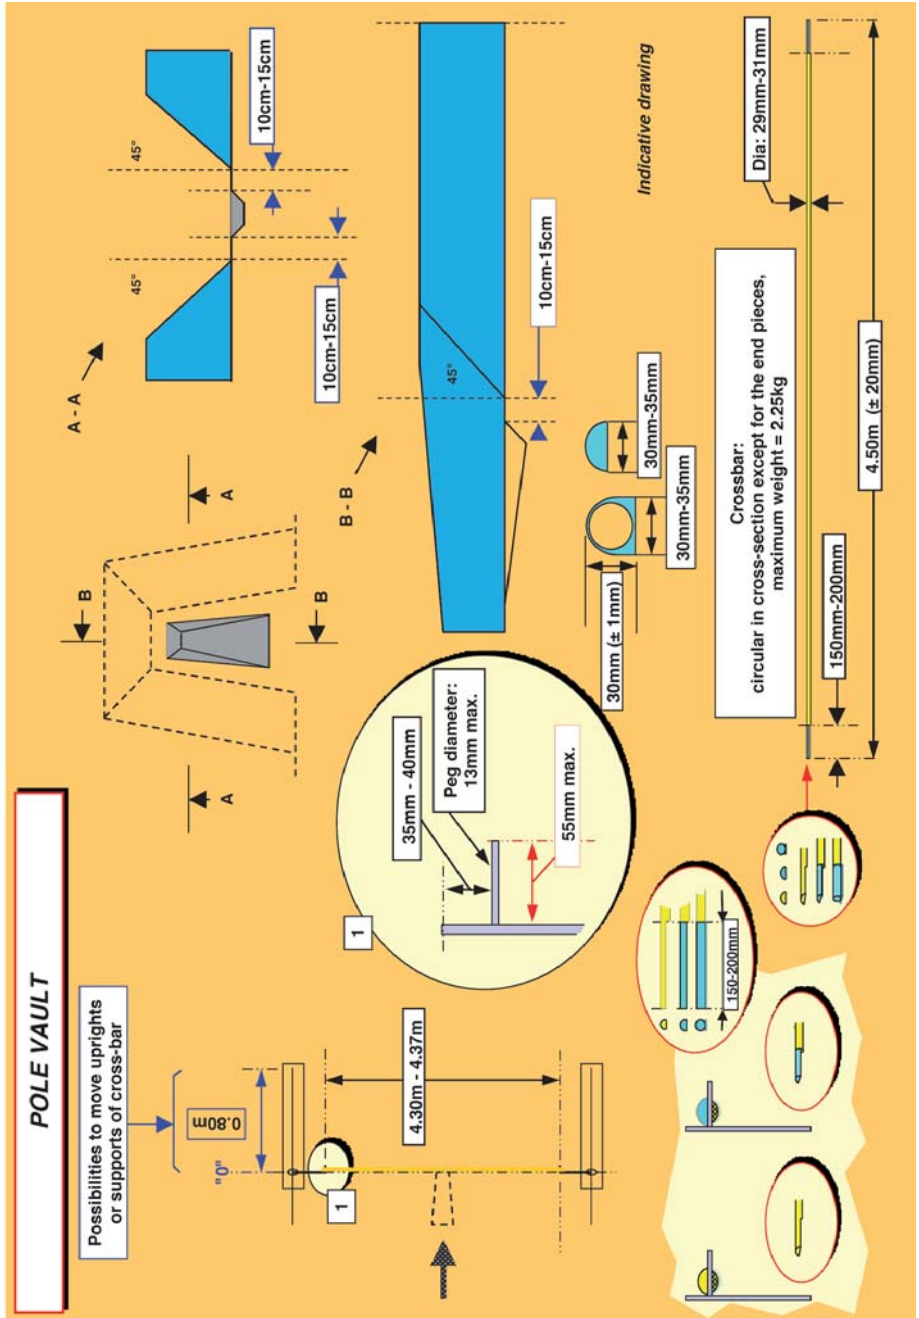 POLE VAULT
Possibilities to move uprights
or supports of cross-bar
0.80m
"0"
1
4.30m - 4.37m
A
A
B
B
A - A
45°
45°
10cm-15cm
10cm-15cm
1
35mm - 40mm
Peg diameter:
13mm max.
55mm max.
B - B
45°
10cm-15cm
30mm (± 1mm)
30mm-35mm
30mm-35mm
Indicative drawing
150-200mm
Crossbar:
circular in cross-section except for the end pieces,
maximum weight = 2.25kg
Dia: 29mm-31mm
150mm-200mm
4.50m (± 20mm)